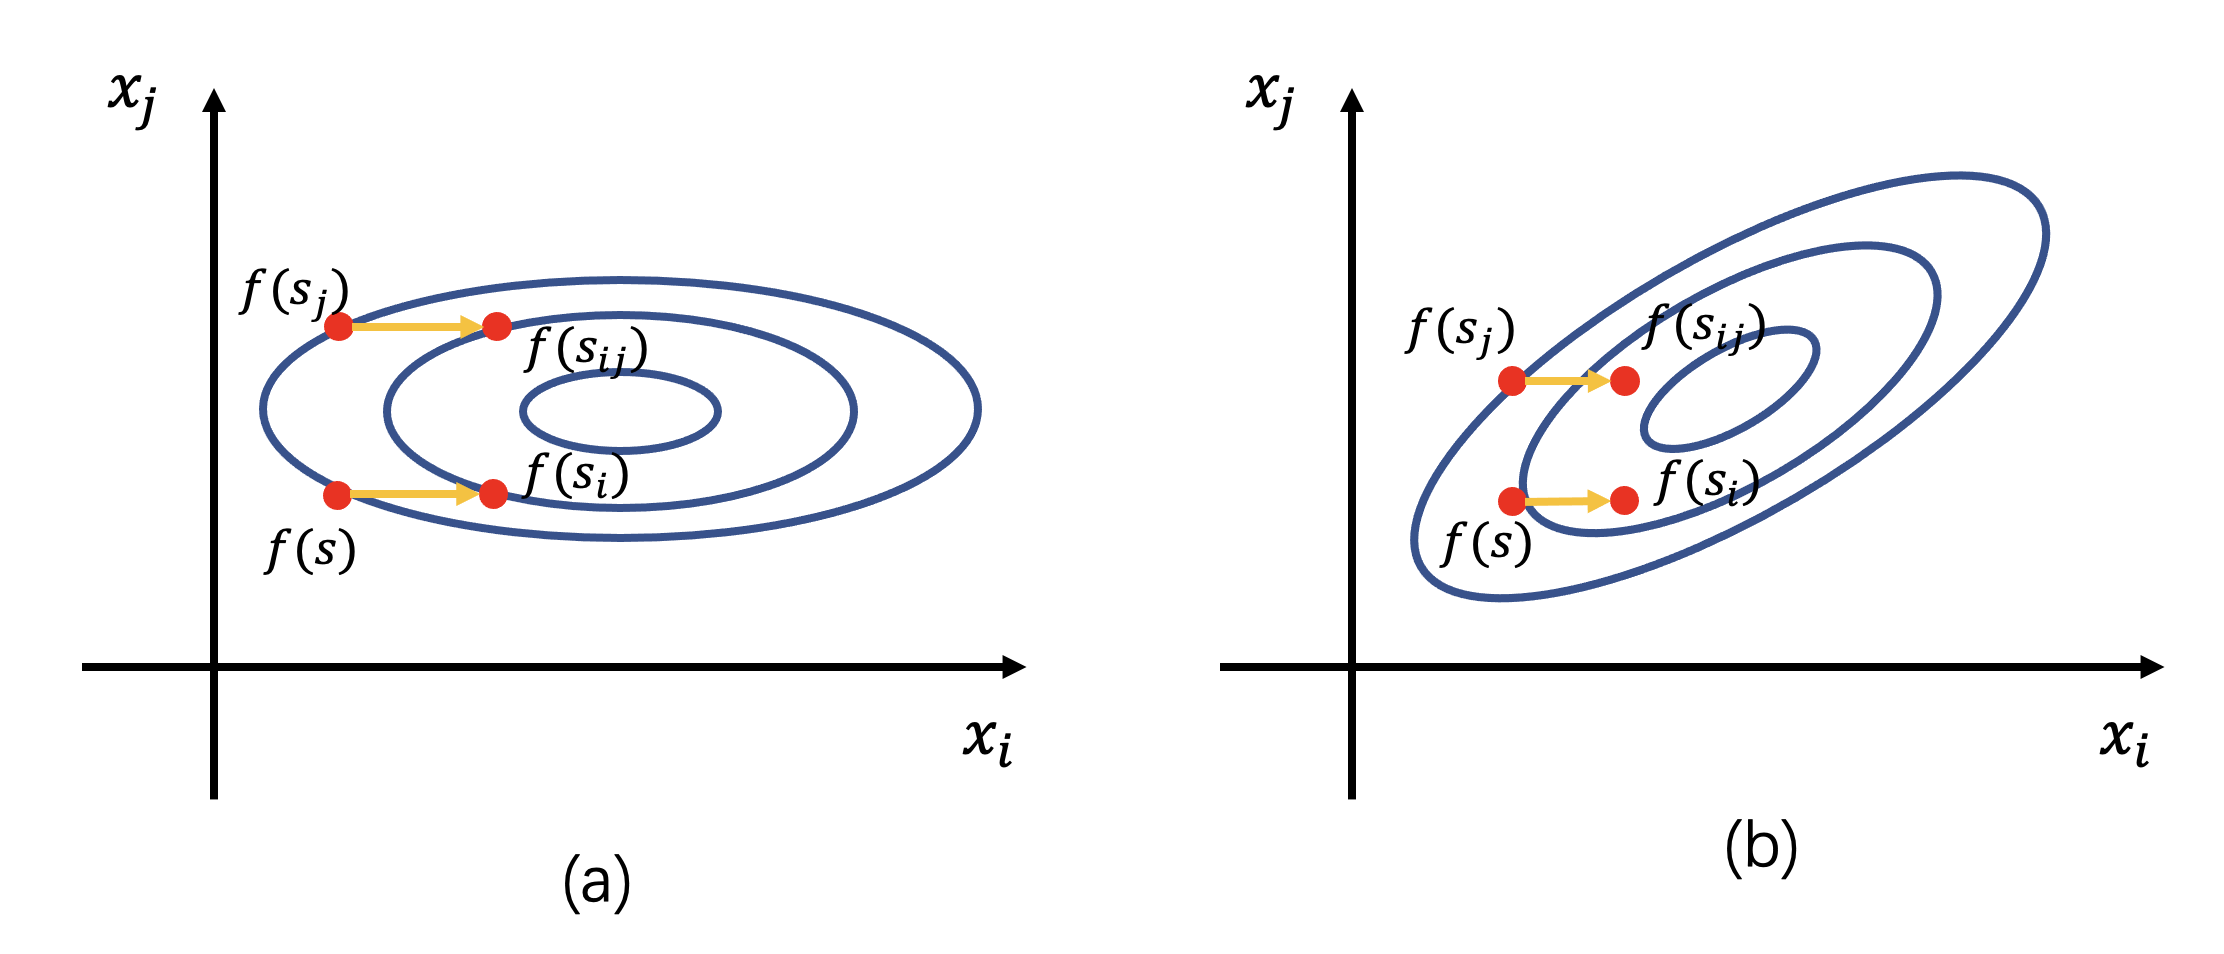 x_j
f(s_j)
f(s_ij)
f(s_i)
f(s)
x_i
(a)
x_j
f(s_j)
f(s_ij)
f(s_i)
f(s)
x_i
(b)